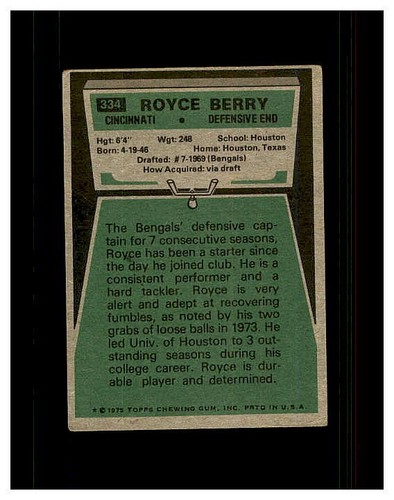 334 ROYCE BERRY
CINCINNATI • DEFENSIVE END
Hgt: 6'4" Wgt: 248 School: Houston
Born: 4-19-46 Home: Houston, Texas
Drafted: #7-1969 (Bengals)
How Acquired: via draft
The Bengals' defensive cap-
tain for 7 consecutive seasons,
Royce has been a starter since
the day he joined club. He is a
consistent performer and a
hard tackler. Royce is very
alert and adept at recovering
fumbles, as noted by his two
grabs of loose balls in 1973. He
led Univ. of Houston to 3 out-
standing seasons during his
college career. Royce is dur-
able player and determined.
* © 1975 TOPPS CHEWING GUM, INC. PRTD IN U.S.A.